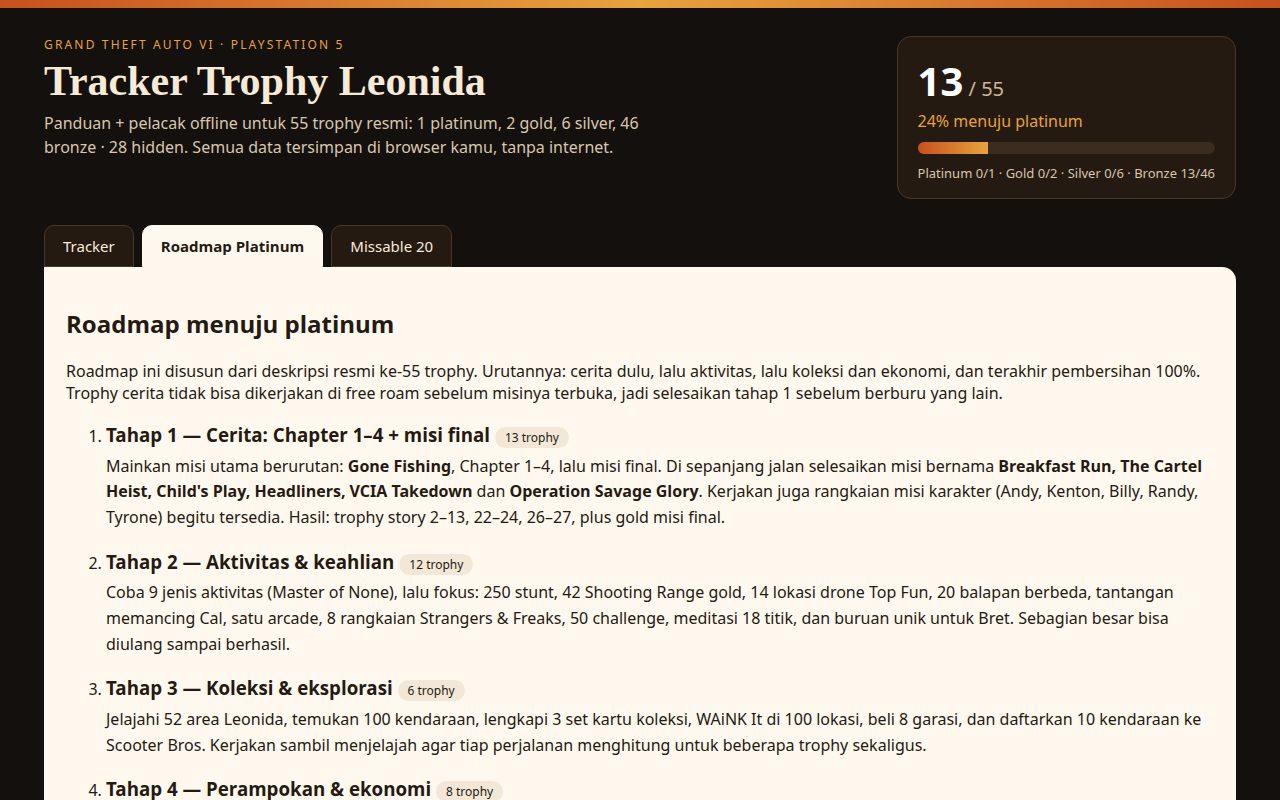 GRAND THEFT AUTO VI · PLAYSTATION 5
Tracker Trophy Leonida
Panduan + pelacak offline untuk 55 trophy resmi: 1 platinum, 2 gold, 6 silver, 46
bronze · 28 hidden. Semua data tersimpan di browser kamu, tanpa internet.
13 / 55
24% menuju platinum
Platinum 0/1 · Gold 0/2 · Silver 0/6 · Bronze 13/46
Tracker
Roadmap Platinum
Missable 20
Roadmap menuju platinum
Roadmap ini disusun dari deskripsi resmi ke-55 trophy. Urutannya: cerita dulu, lalu aktivitas, lalu koleksi dan ekonomi, dan terakhir pembersihan 100%.
Trophy cerita tidak bisa dikerjakan di free roam sebelum misinya terbuka, jadi selesaikan tahap 1 sebelum berburu yang lain.
1. Tahap 1 — Cerita: Chapter 1–4 + misi final 13 trophy
Mainkan misi utama berurutan: Gone Fishing, Chapter 1–4, lalu misi final. Di sepanjang jalan selesaikan misi bernama Breakfast Run, The Cartel
Heist, Child's Play, Headliners, VCIA Takedown dan Operation Savage Glory. Kerjakan juga rangkaian misi karakter (Andy, Kenton, Billy, Randy,
Tyrone) begitu tersedia. Hasil: trophy story 2–13, 22–24, 26–27, plus gold misi final.
2. Tahap 2 — Aktivitas & keahlian 12 trophy
Coba 9 jenis aktivitas (Master of None), lalu fokus: 250 stunt, 42 Shooting Range gold, 14 lokasi drone Top Fun, 20 balapan berbeda, tantangan
memancing Cal, satu arcade, 8 rangkaian Strangers & Freaks, 50 challenge, meditasi 18 titik, dan buruan unik untuk Bret. Sebagian besar bisa
diulang sampai berhasil.
3. Tahap 3 — Koleksi & eksplorasi 6 trophy
Jelajahi 52 area Leonida, temukan 100 kendaraan, lengkapi 3 set kartu koleksi, WAiNK It di 100 lokasi, beli 8 garasi, dan daftarkan 10 kendaraan ke
Scooter Bros. Kerjakan sambil menjelajah agar tiap perjalanan menghitung untuk beberapa trophy sekaligus.
4. Tahap 4 — Perampokan & ekonomi 8 trophy